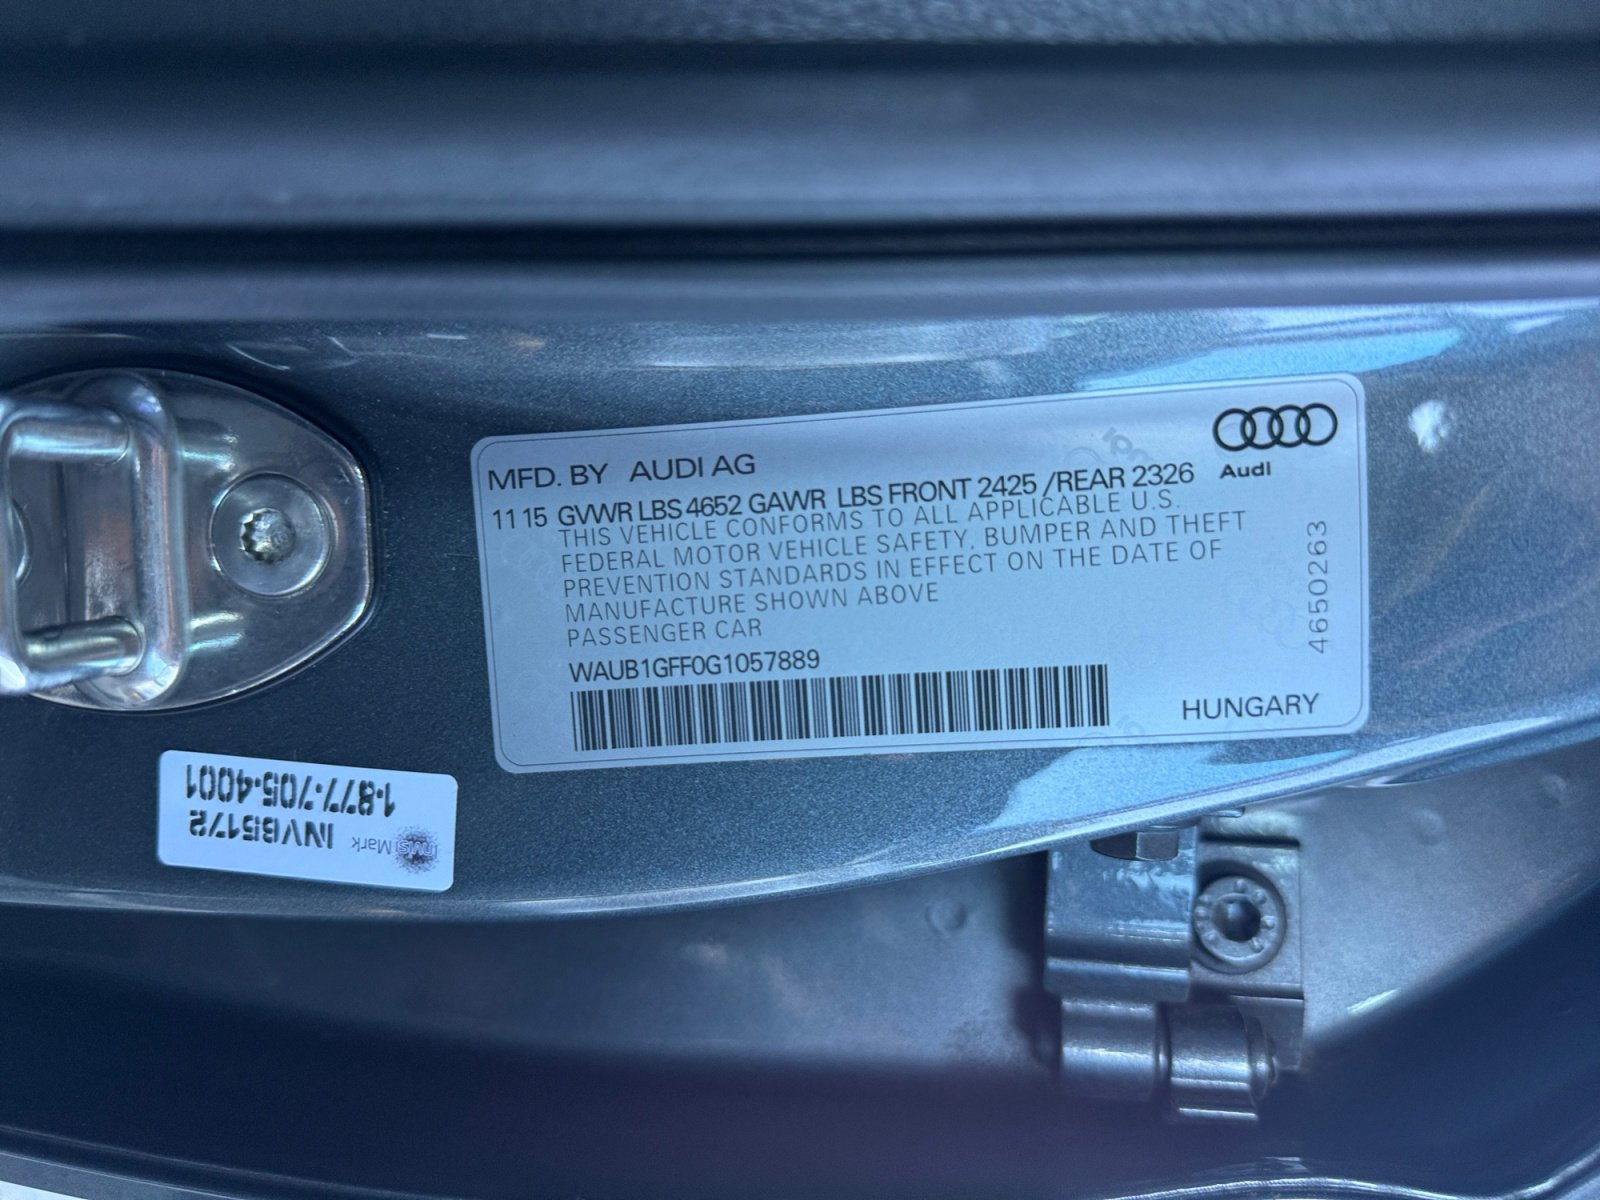 MFD. BY AUDI AG
Audi
11 15 GVWR LBS 4652 GAWR LBS FRONT 2425 /REAR 2326
THIS VEHICLE CONFORMS TO ALL APPLICABLE U.S.
FEDERAL MOTOR VEHICLE SAFETY, BUMPER AND THEFT
PREVENTION STANDARDS IN EFFECT ON THE DATE OF
MANUFACTURE SHOWN ABOVE
PASSENGER CAR
WAUB1GFF0G1057889
HUNGARY
4650263
InvisiMark INVB5172
1-877-705-4001